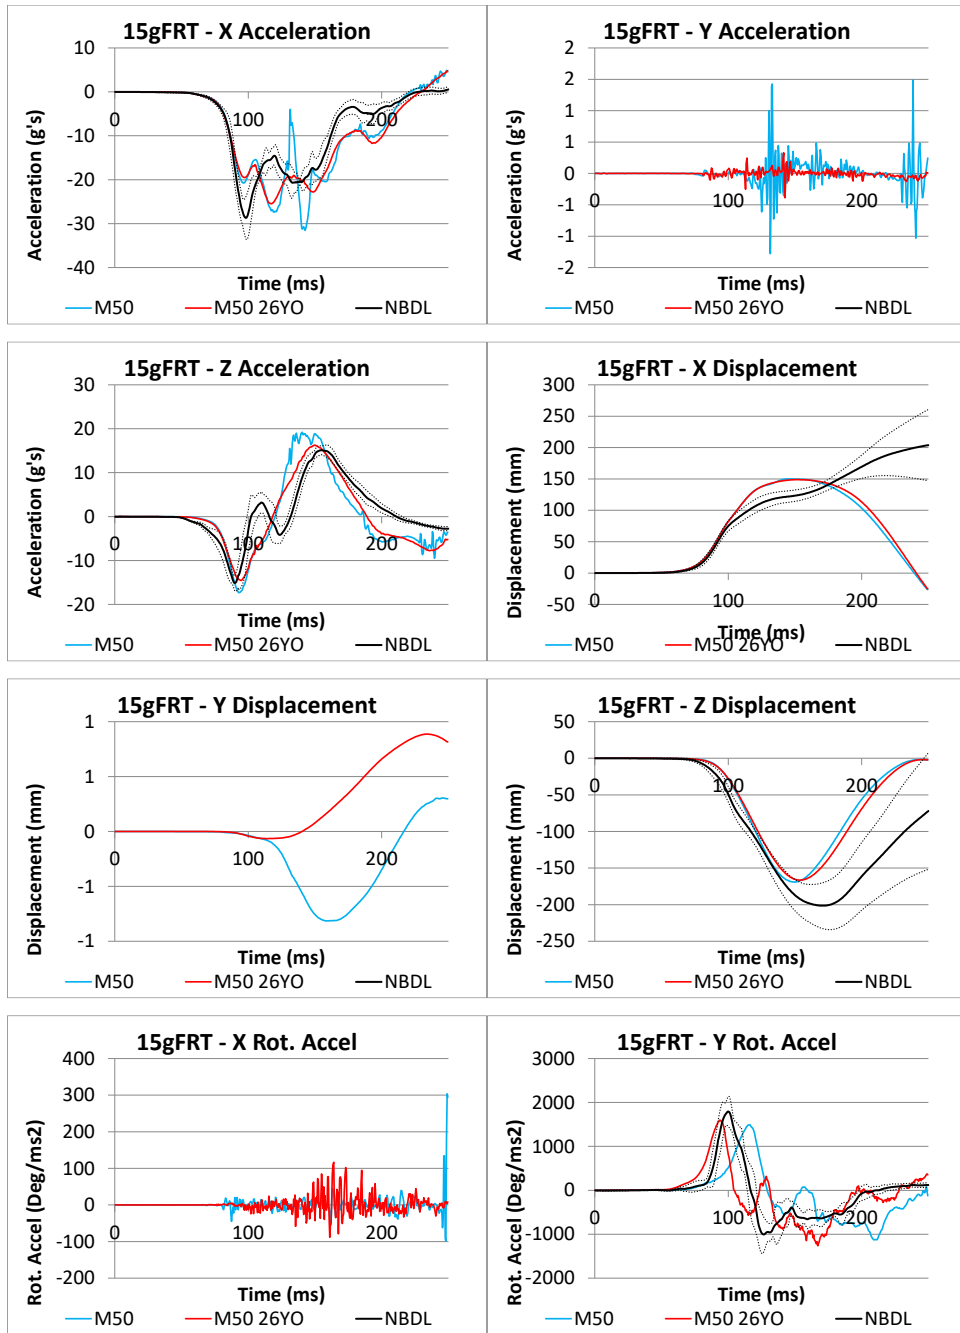 15gFRT - X Acceleration
10
0
-10
-20
-30
-40
100
200
Acceleration (g's)
Time (ms)
M50 M50 26YO NBDL
15gFRT - Y Acceleration
2
2
1
1
0
-1
-1
-2
0
100
200
Acceleration (g's)
Time (ms)
M50 M50 26YO NBDL
15gFRT - Z Acceleration
30
20
10
0
-10
-20
0
100
200
Acceleration (g's)
Time (ms)
M50 M50 26YO NBDL
15gFRT - X Displacement
300
250
200
150
100
50
0
-50
0
100
200
Displacement (mm)
Time (ms)
M50 M50 26YO NBDL
15gFRT - Y Displacement
1
1
0
-1
-1
0
100
200
Displacement (mm)
Time (ms)
M50 M50 26YO NBDL
15gFRT - Z Displacement
50
0
-50
-100
-150
-200
-250
0
100
200
Displacement (mm)
Time (ms)
M50 M50 26YO NBDL
15gFRT - X Rot. Accel
400
300
200
100
0
-100
-200
0
100
200
Rot. Accel (Deg/ms2)
Time (ms)
M50 M50 26YO NBDL
15gFRT - Y Rot. Accel
3000
2000
1000
0
-1000
-2000
0
100
200
Rot. Accel (Deg/ms2)
Time (ms)
M50 M50 26YO NBDL